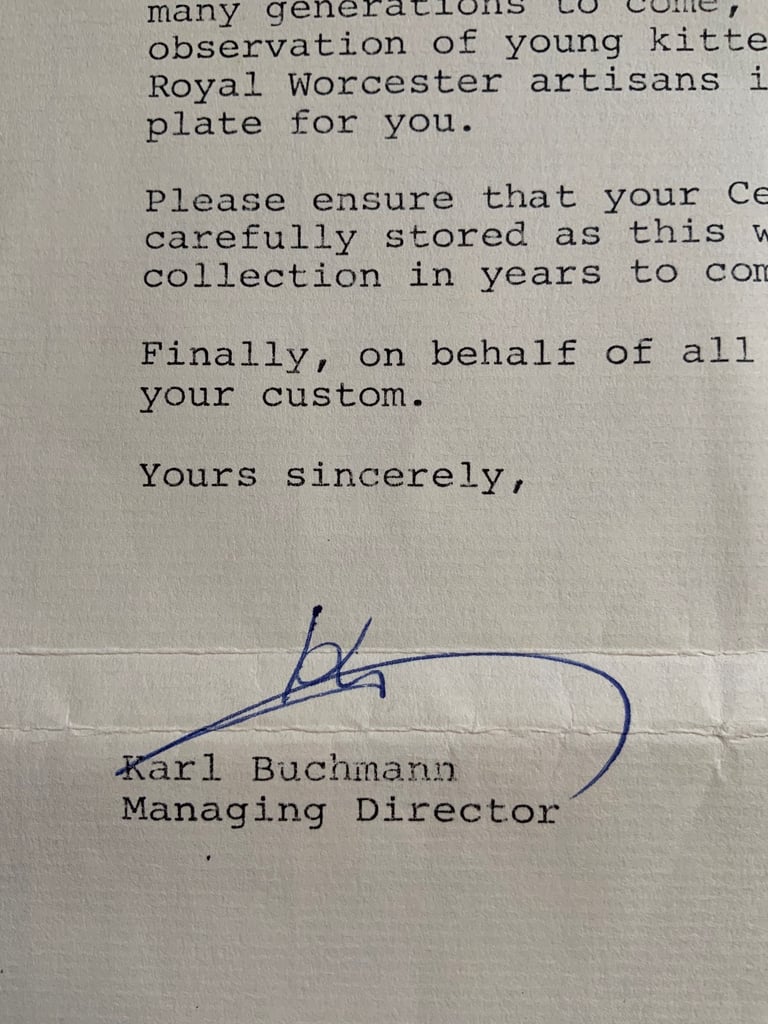 many generations to come,
observation of young kitte
Royal Worcester artisans i
plate for you.
Please ensure that your Ce
carefully stored as this w
collection in years to com
Finally, on behalf of all
your custom.
Yours sincerely,
Karl Buchmann
Managing Director